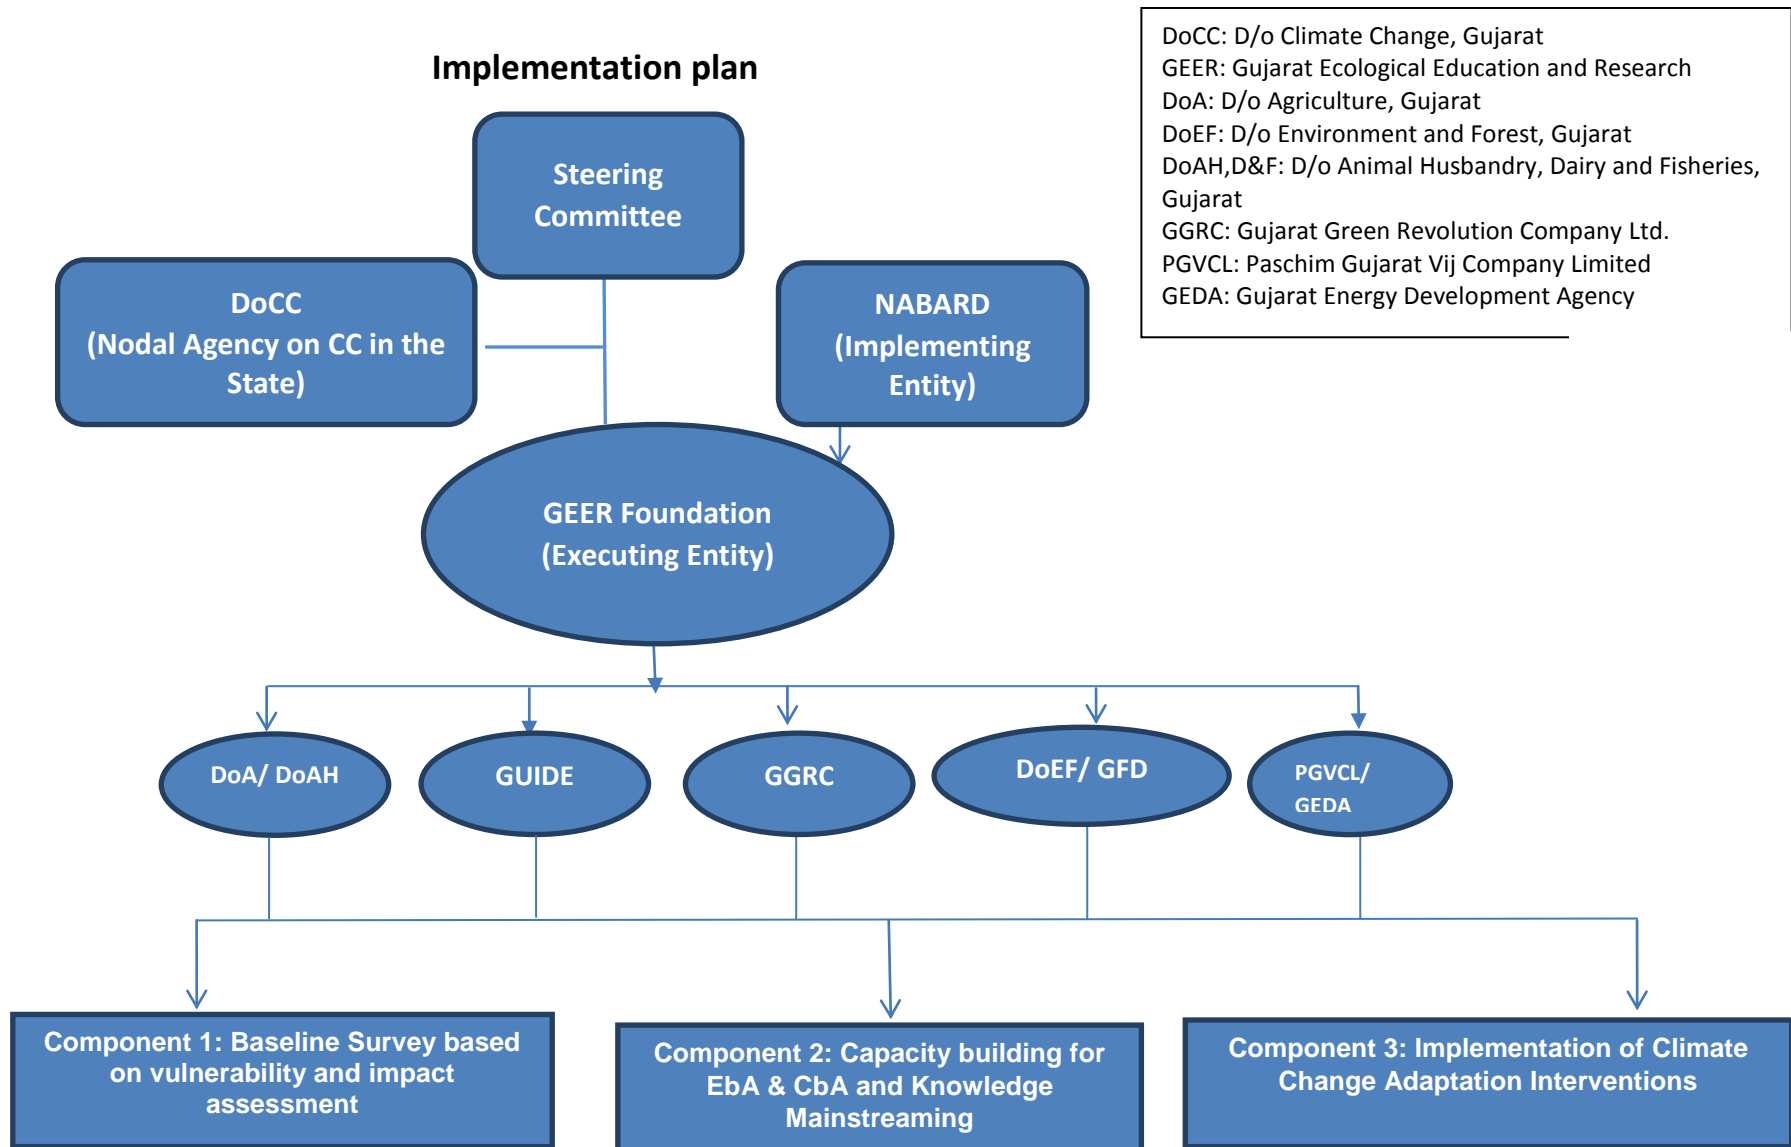 Implementation plan
DoCC: D/o Climate Change, Gujarat
GEER: Gujarat Ecological Education and Research
DoA: D/o Agriculture, Gujarat
DoEF: D/o Environment and Forest, Gujarat
DoAH,D&F: D/o Animal Husbandry, Dairy and Fisheries,
Gujarat
GGRC: Gujarat Green Revolution Company Ltd.
PGVCL: Paschim Gujarat Vij Company Limited
GEDA: Gujarat Energy Development Agency
Steering
Committee
DoCC
(Nodal Agency on CC in the
State)
NABARD
(Implementing
Entity)
GEER Foundation
(Executing Entity)
DoA/ DoAH
GUIDE
GGRC
DoEF/ GFD
PGVCL/
GEDA
Component 1: Baseline Survey based
on vulnerability and impact
assessment
Component 2: Capacity building for
EbA & CbA and Knowledge
Mainstreaming
Component 3: Implementation of Climate
Change Adaptation Interventions